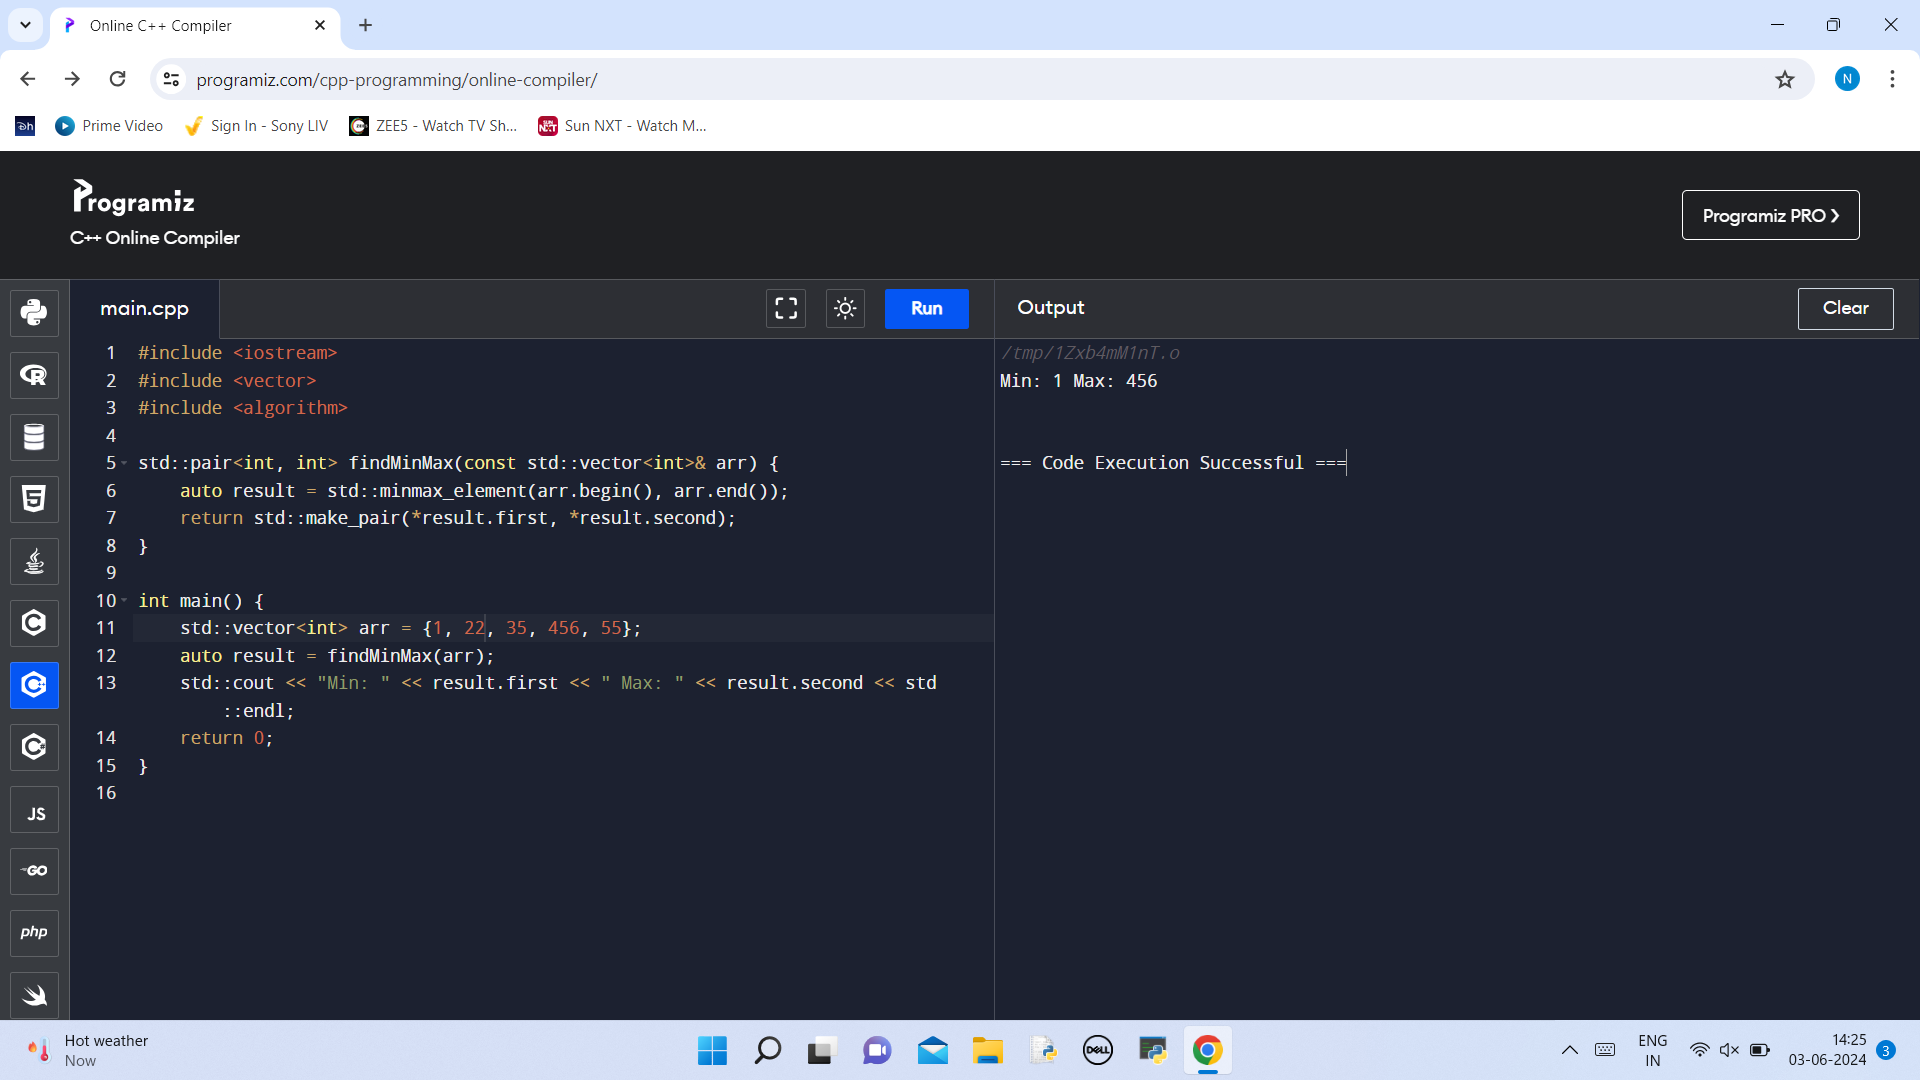 Online C++ Compiler
programiz.com/cpp-programming/online-compiler/
N
Dh
Prime Video
Sign In - Sony LIV
ZEE5 - Watch TV Sh...
SUN NXT
Sun NXT - Watch M...
Programiz
C++ Online Compiler
Programiz PRO ❯
main.cpp
Run
Output
Clear
1 #include <iostream>
2 #include <vector>
3 #include <algorithm>
4
5 std::pair<int, int> findMinMax(const std::vector<int>& arr) {
6     auto result = std::minmax_element(arr.begin(), arr.end());
7     return std::make_pair(*result.first, *result.second);
8 }
9
10 int main() {
11     std::vector<int> arr = {1, 22, 35, 456, 55};
12     auto result = findMinMax(arr);
13     std::cout << "Min: " << result.first << " Max: " << result.second << std
::endl;
14     return 0;
15 }
16
/tmp/1Zxb4mM1nT.o
Min: 1 Max: 456
=== Code Execution Successful ===
R
5
C
C
C
JS
GO
php
Hot weather
Now
DELL
ENG
IN
14:25
03-06-2024
3